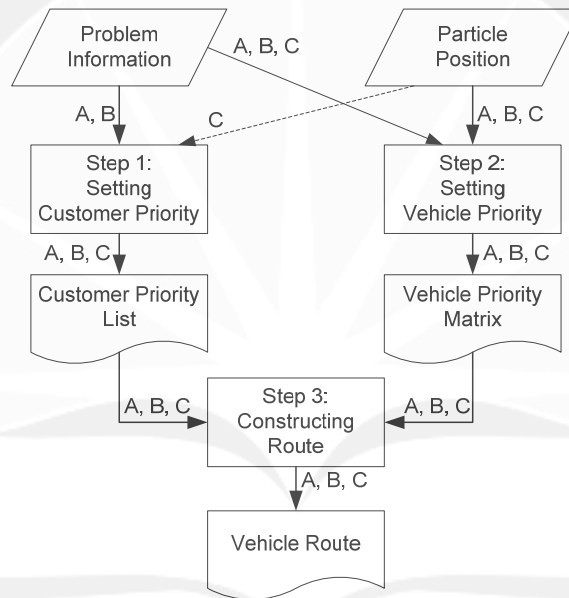 Problem
Information
Particle
Position
A, B, C
A, B
C
A, B, C
Step 1:
Setting
Customer Priority
Step 2:
Setting
Vehicle Priority
A, B, C
A, B, C
Customer Priority
List
Vehicle Priority
Matrix
A, B, C
Step 3:
Constructing
Route
A, B, C
A, B, C
Vehicle Route